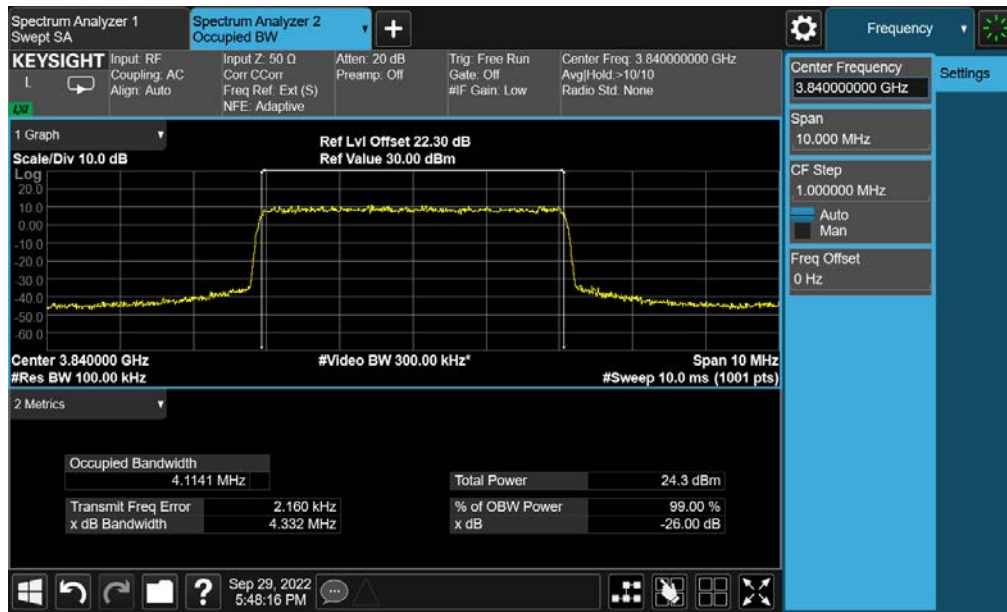 Spectrum Analyzer 1
Swept SA
Spectrum Analyzer 2
Occupied BW
+
Frequency
KEYSIGHT
L
LXI
Input: RF
Coupling: AC
Align: Auto
Input Z: 50 Ω
Corr CCorr
Freq Ref: Ext (S)
NFE: Adaptive
Atten: 20 dB
Preamp: Off
Trig: Free Run
Gate: Off
#IF Gain: Low
Center Freq: 3.840000000 GHz
Avg|Hold:>10/10
Radio Std: None
Center Frequency
3.840000000 GHz
Settings
Span
10.000 MHz
CF Step
1.000000 MHz
Auto
Man
Freq Offset
0 Hz
1 Graph
Scale/Div 10.0 dB
Ref Lvl Offset 22.30 dB
Ref Value 30.00 dBm
Log
20.0
10.0
0.00
-10.0
-20.0
-30.0
-40.0
-50.0
-60.0
Center 3.840000 GHz
#Res BW 100.00 kHz
#Video BW 300.00 kHz*
Span 10 MHz
#Sweep 10.0 ms (1001 pts)
2 Metrics
Occupied Bandwidth
4.1141 MHz
Total Power 24.3 dBm
Transmit Freq Error 2.160 kHz
% of OBW Power 99.00 %
x dB Bandwidth 4.332 MHz
x dB -26.00 dB
?
Sep 29, 2022
5:48:16 PM